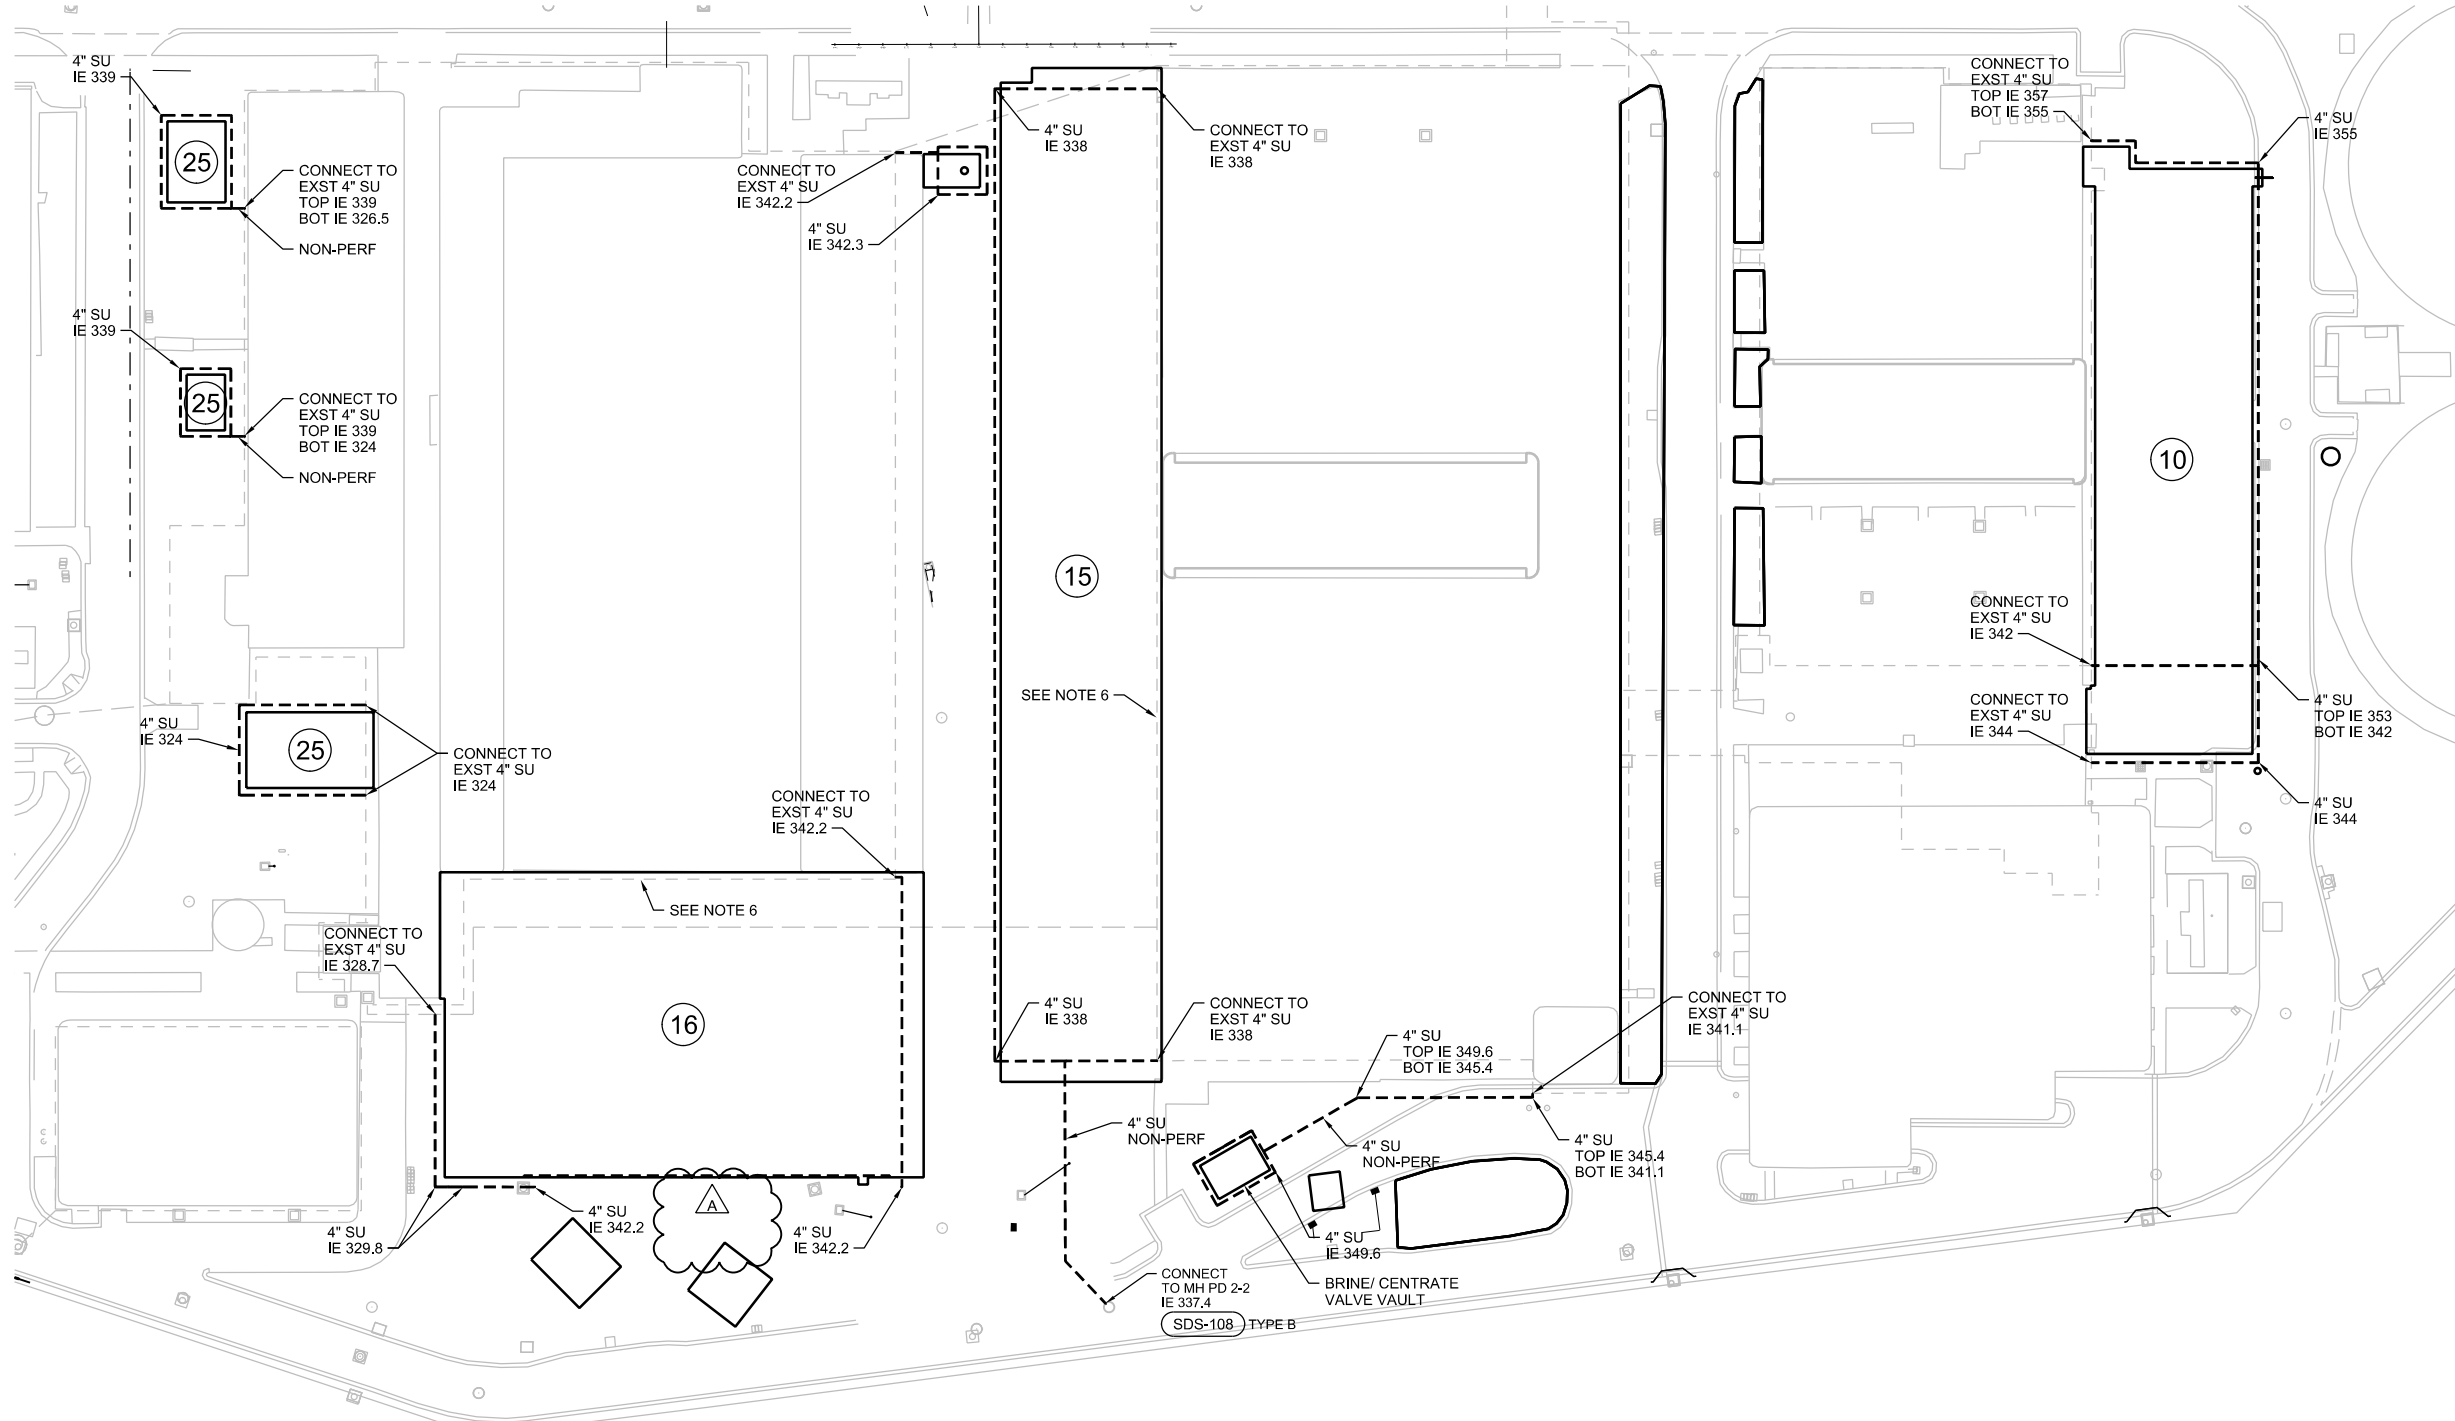 4" SU
IE 339
25
CONNECT TO
EXST 4" SU
TOP IE 339
BOT IE 326.5
NON-PERF
4" SU
IE 339
25
CONNECT TO
EXST 4" SU
TOP IE 339
BOT IE 324
NON-PERF
4" SU
IE 324
25
CONNECT TO
EXST 4" SU
IE 324
CONNECT TO
EXST 4" SU
IE 342.2
4" SU
IE 342.3
4" SU
IE 338
CONNECT TO
EXST 4" SU
IE 338
15
SEE NOTE 6
CONNECT TO
EXST 4" SU
IE 342.2
SEE NOTE 6
CONNECT TO
EXST 4" SU
IE 328.7
16
4" SU
IE 329.8
4" SU
IE 342.2
A
4" SU
IE 342.2
4" SU
IE 338
CONNECT TO
EXST 4" SU
IE 338
4" SU
NON-PERF
CONNECT
TO MH PD 2-2
IE 337.4
SDS-108 TYPE B
4" SU
TOP IE 349.6
BOT IE 345.4
4" SU
NON-PERF
4" SU
IE 349.6
BRINE/ CENTRATE
VALVE VAULT
CONNECT TO
EXST 4" SU
IE 341.1
4" SU
TOP IE 345.4
BOT IE 341.1
CONNECT TO
EXST 4" SU
TOP IE 357
BOT IE 355
4" SU
IE 355
10
CONNECT TO
EXST 4" SU
IE 342
CONNECT TO
EXST 4" SU
IE 344
4" SU
TOP IE 353
BOT IE 342
4" SU
IE 344